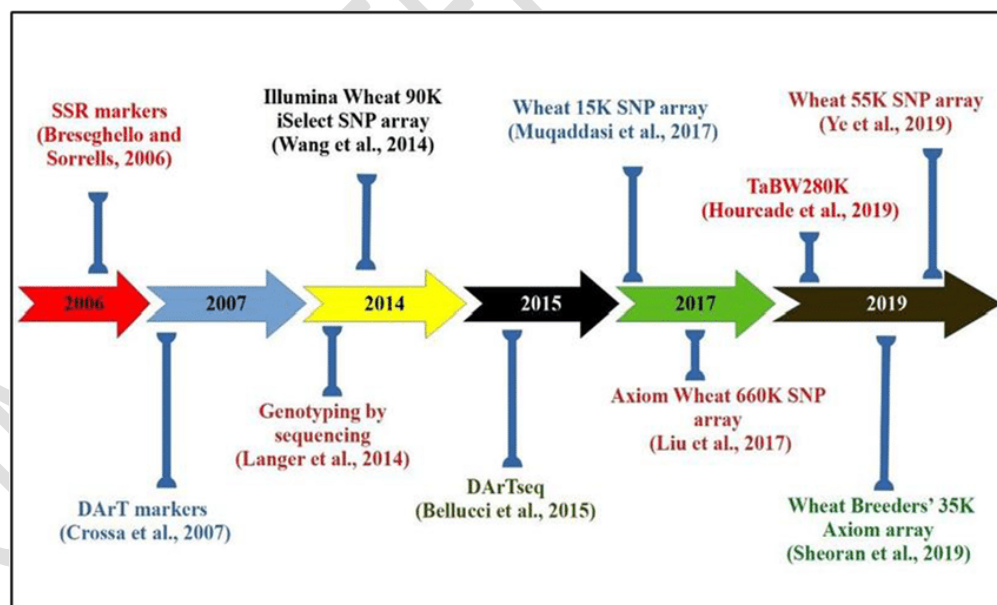 SSR markers
(Breseghello and
Sorrells, 2006)
Illumina Wheat 90K
iSelect SNP array
(Wang et al., 2014)
Wheat 15K SNP array
(Muqaddasi et al., 2017)
Wheat 55K SNP array
(Ye et al., 2019)
TaBW280K
(Hourcade et al., 2019)
2006
2007
2014
2015
2017
2019
Genotyping by
sequencing
(Langer et al., 2014)
Axiom Wheat 660K SNP
array
(Liu et al., 2017)
DArT markers
(Crossa et al., 2007)
DArTseq
(Bellucci et al., 2015)
Wheat Breeders' 35K
Axiom array
(Sheoran et al., 2019)